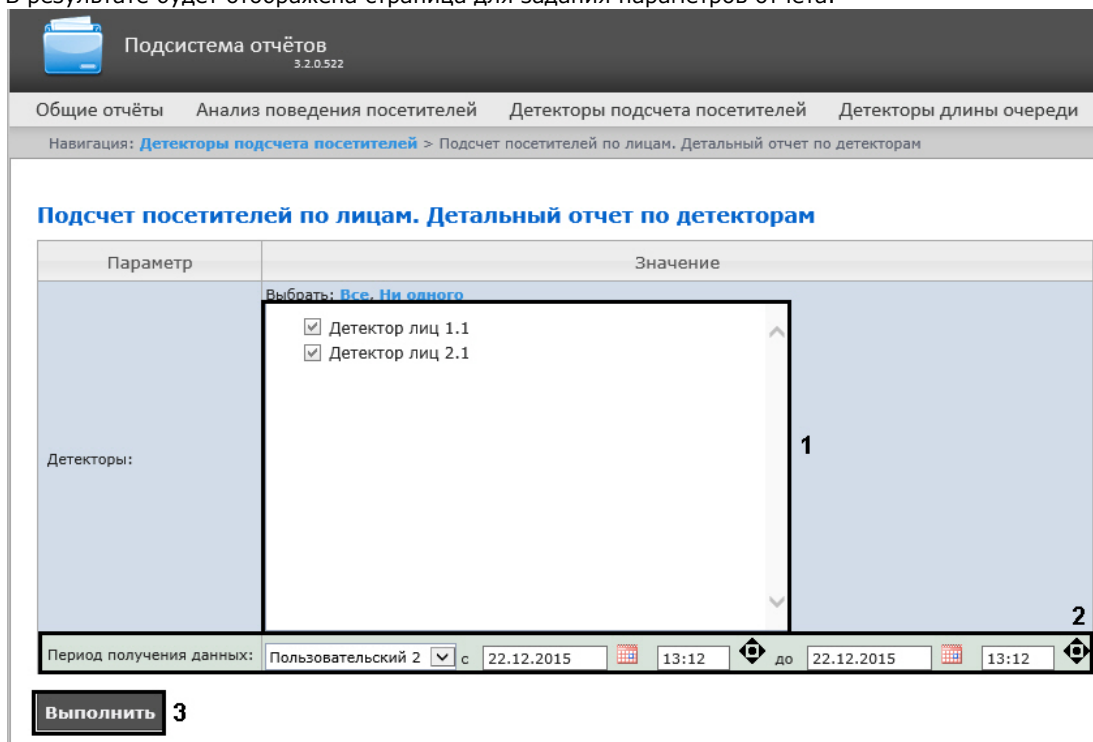 В результате будет отображена страница для задания параметров отчета.
Подсистема отчётов
3.2.0.522
Общие отчёты Анализ поведения посетителей Детекторы подсчета посетителей Детекторы длины очереди
Навигация: Детекторы подсчета посетителей > Подсчет посетителей по лицам. Детальный отчет по детекторам
Подсчет посетителей по лицам. Детальный отчет по детекторам
Параметр Значение
Выбрать: Все, Ни одного
Детектор лиц 1.1
Детектор лиц 2.1
Детекторы:
1
2
Период получения данных: Пользовательский 2 с 22.12.2015 13:12 до 22.12.2015 13:12
Выполнить 3